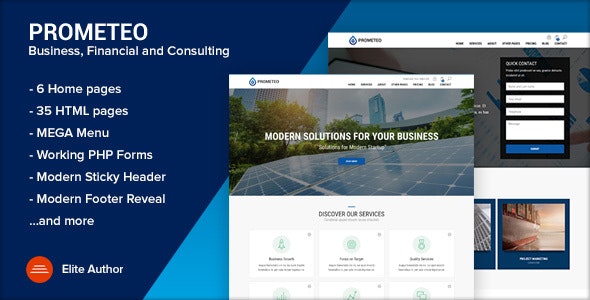 PROMETEO
Business, Financial and Consulting
- 6 Home pages
- 35 HTML pages
- MEGA Menu
- Working PHP Forms
- Modern Sticky Header
- Modern Footer Reveal
...and more
Elite Author
PROMETEO
HOME SERVICES ABOUT OTHER PAGES PRICING BLOG CONTACT
QUICK CONTACT
SUBMIT
PROJECT MARKETING
PROMETEO
HOME SERVICES ABOUT OTHER PAGES PRICING BLOG CONTACT
MODERN SOLUTIONS FOR YOUR BUSINESS
"Solutions for Modern Startup"
DISCOVER OUR SERVICES
Business Growth
Focus on Target
Quality Services